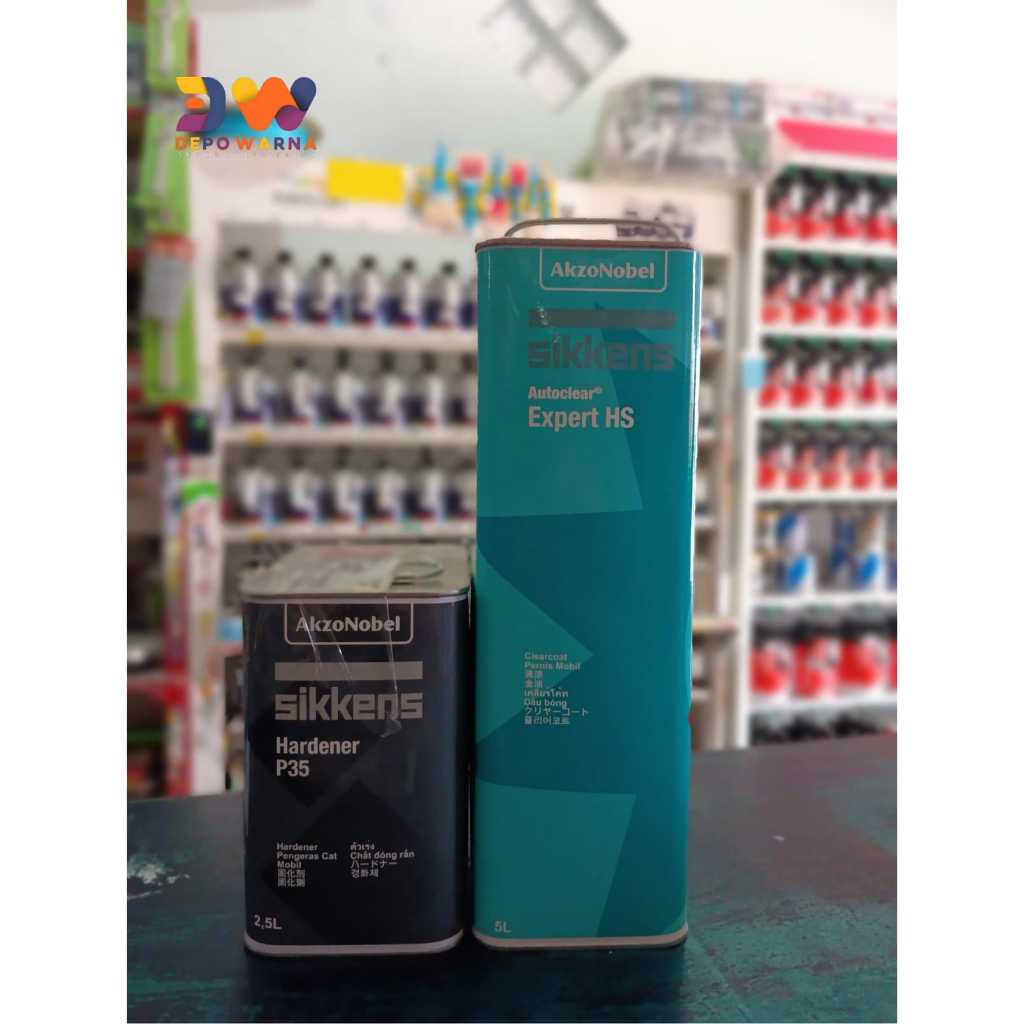 DEPO WARNA
AkzoNobel
sikkens
Autoclear®
Expert HS
Clearcoat
Pernis Mobil
清漆
金油
เคลียร์โค้ท
Dầu bóng
クリヤーコート
클리어코트
5L
AkzoNobel
sikkens
Hardener
P35
Hardener
Pengeras Cat
Mobil
固化剂
固化劑
ตัวเร่ง
Chất đóng rắn
ハードナー
경화제
2,5L